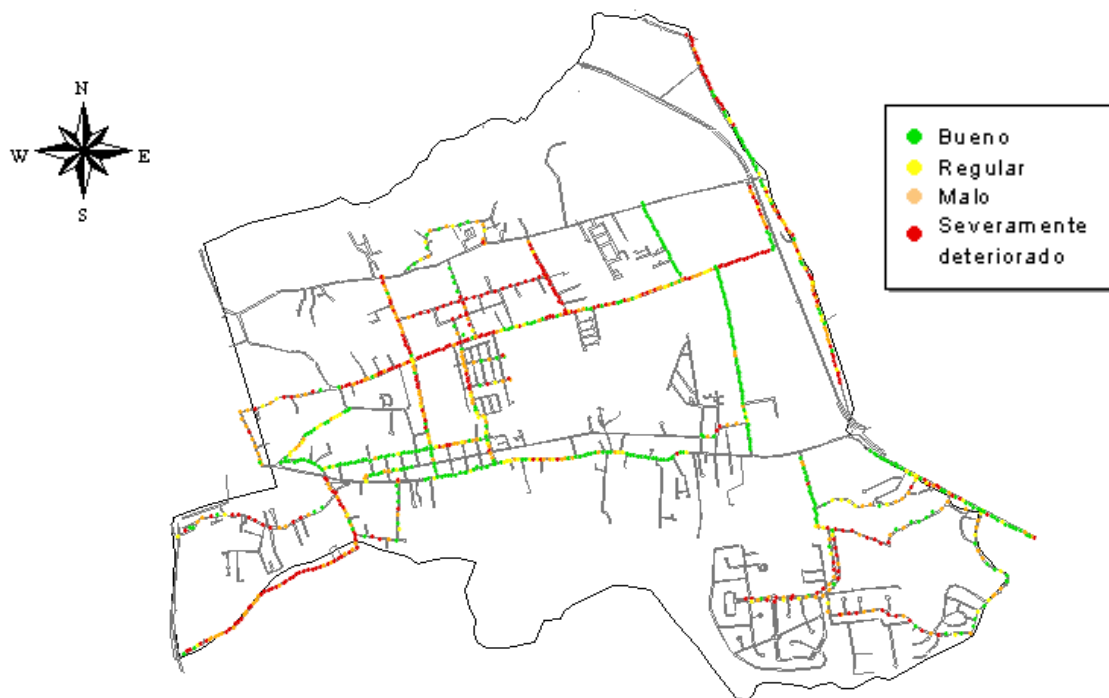 N
W
E
S
Bueno
Regular
Malo
Severamente
deteriorado